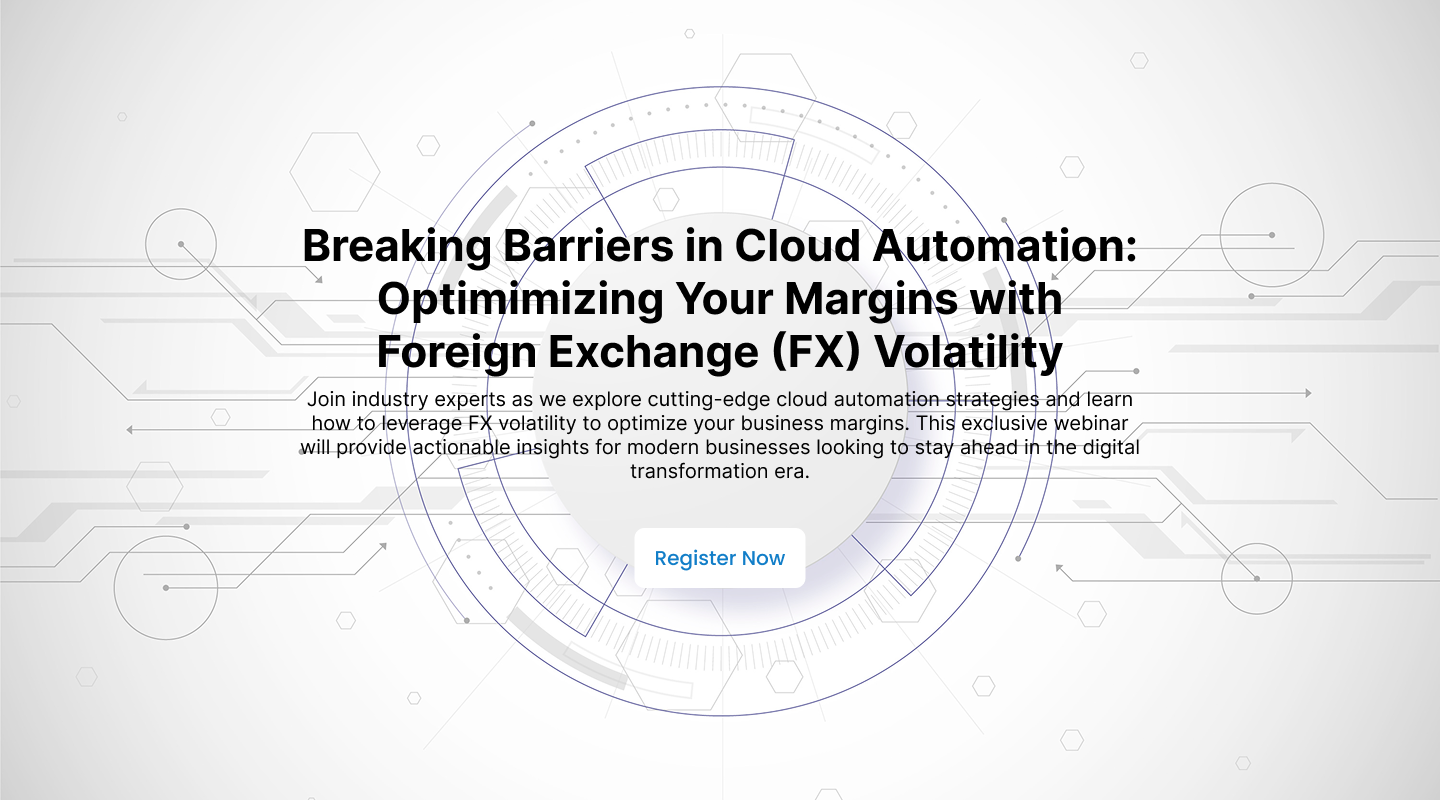 Breaking Barriers in Cloud Automation:
Optimimizing Your Margins with
Foreign Exchange (FX) Volatility
Join industry experts as we explore cutting-edge cloud automation strategies and learn
how to leverage FX volatility to optimize your business margins. This exclusive webinar
will provide actionable insights for modern businesses looking to stay ahead in the digital
transformation era.
Register Now